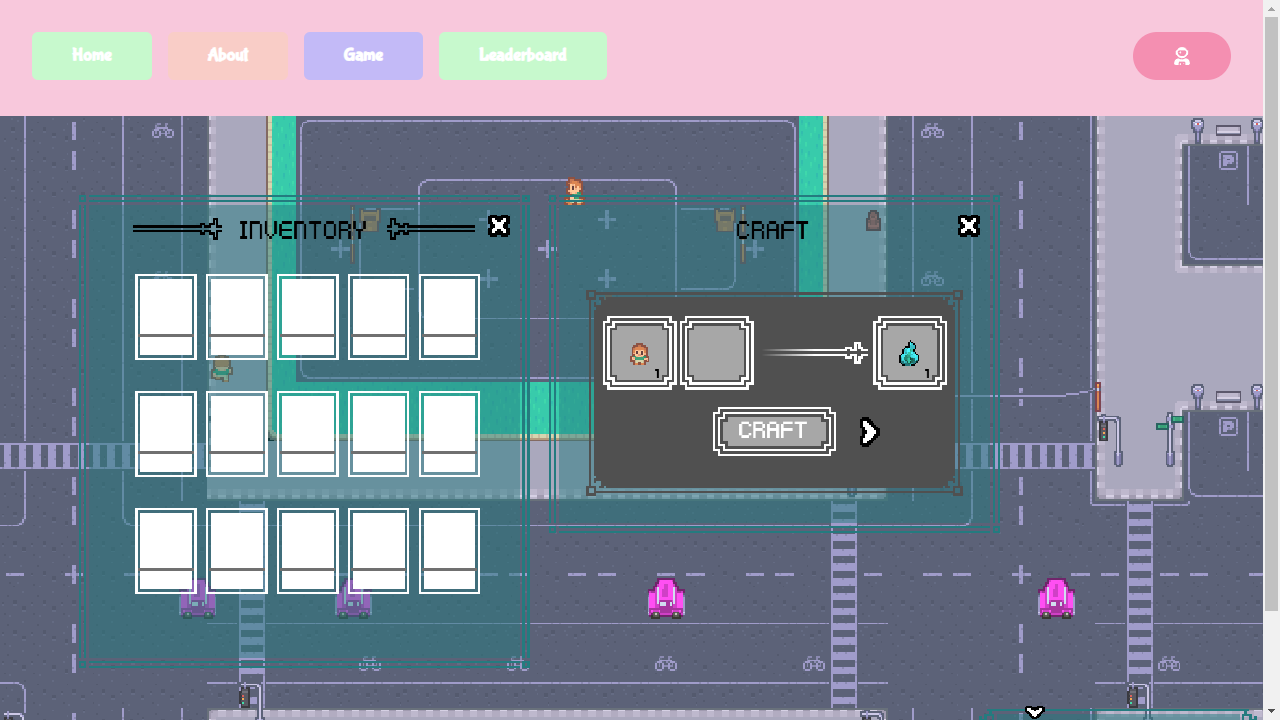 Home
About
Game
Leaderboard
INVENTORY
CRAFT
P
1
1
CRAFT
P